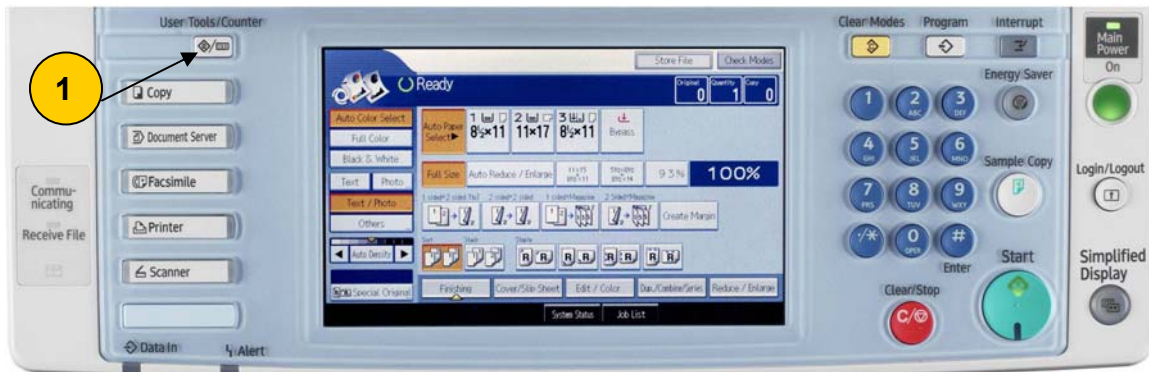 User Tools/Counter
Clear Modes
Program
Interrupt
Main
Power
On
Store File
Check Modes
1
Ready
Original
0
Quantity
1
Copy
0
Energy Saver
Copy
Auto Color Select
Auto Paper
Select▶
1
8½×11
2
11×17
3
8½×11
Bypass
1
2
ABC
3
DEF
Full Color
Document Server
Black & White
4
GHI
5
JKL
6
MNO
Sample Copy
Text
Photo
Full Size
Auto Reduce / Enlarge
93%
100%
Login/Logout
Commu-
nicating
Facsimile
Text / Photo
7
PRS
8
TUV
9
WXY
Others
Create Margin
Receive File
Printer
·/*
0
OPER
#
Sort
Stack
Staple
Enter
Start
Simplified
Display
Auto Density
Scanner
Special Original
Finishing
Cover/Slip Sheet
Edit / Color
Dup./Combine/Series
Reduce / Enlarge
Clear/Stop
C/
System Status
Job List
Data In
Alert